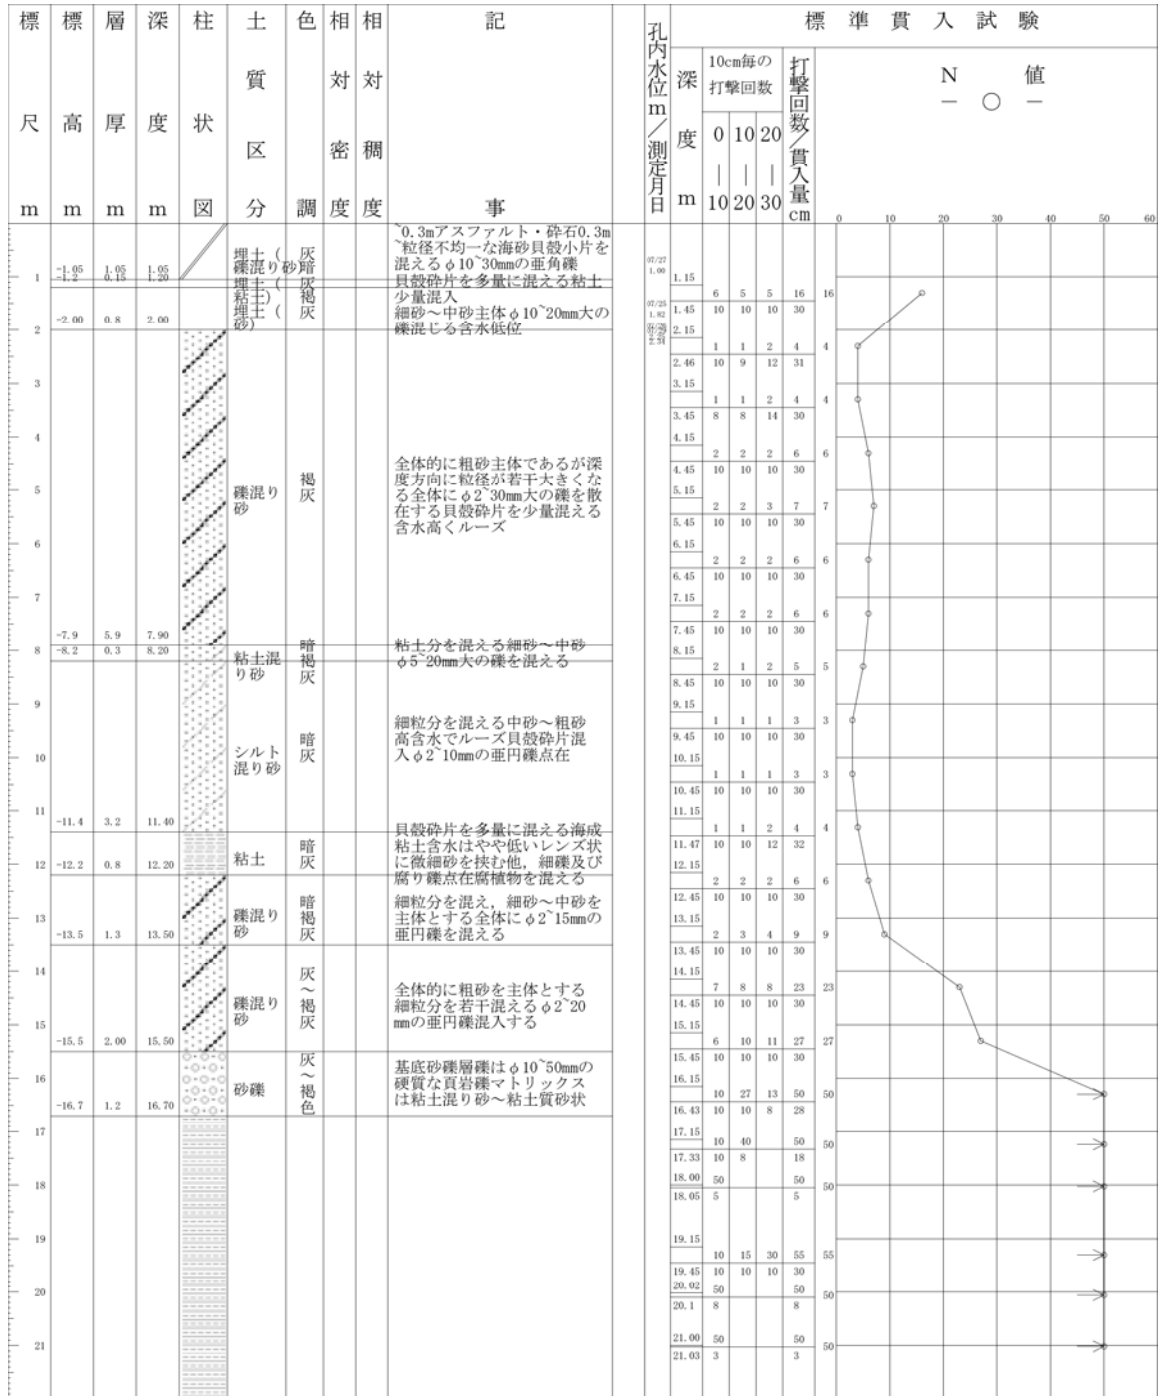 標尺 m
標高 m
層厚 m
深度 m
柱状図
土質区分
色調
相対密度
相対稠度
記事
孔内水位m／測定月日
標準貫入試験
深度 m
10cm毎の
打撃回数
0 | 10
10 | 20
20 | 30
打撃回数／貫入量 cm
N 値
― ○ ―
0 10 20 30 40 50 60
1
2
3
4
5
6
7
8
9
10
11
12
13
14
15
16
17
18
19
20
21
-1.05 1.05 1.05
埋土(礫混り砂)
灰
暗
~0.3mアスファルト・砕石0.3m
~粒径不均一な海砂貝殻小片を
混えるφ10~30mmの亜角礫
-1.2 0.15 1.20
埋土(粘土)
灰
褐
貝殻砕片を多量に混える粘土
少量混入
-2.00 0.8 2.00
埋土(砂)
灰
細砂～中砂主体φ10~20mm大の
礫混じる含水低位
-7.9 5.9 7.90
礫混り
砂
褐
灰
全体的に粗砂主体であるが深
度方向に粒径が若干大きくな
る全体にφ2~30mm大の礫を散
在する貝殻砕片を少量混える
含水高くルーズ
-8.2 0.3 8.20
粘土混
り砂
暗
褐
灰
粘土分を混える細砂～中砂
φ5~20mm大の礫を混える
-11.4 3.2 11.40
シルト
混り砂
暗
灰
細粒分を混える中砂～粗砂
高含水でルーズ貝殻砕片混
入φ2~10mmの亜円礫点在
-12.2 0.8 12.20
粘土
暗
灰
貝殻砕片を多量に混える海成
粘土含水はやや低いレンズ状
に微細砂を挟む他，細礫及び
腐り礫点在腐植物を混える
-13.5 1.3 13.50
礫混り
砂
暗
褐
灰
細粒分を混え，細砂～中砂を
主体とする全体にφ2~15mmの
亜円礫を混える
-15.5 2.00 15.50
礫混り
砂
灰
～
褐
灰
全体的に粗砂を主体とする
細粒分を若干混えるφ2~20
mmの亜円礫混入する
-16.7 1.2 16.70
砂礫
灰
～
褐
色
基底砂礫層礫はφ10~50mmの
硬質な頁岩礫マトリックス
は粘土混り砂～粘土質砂状
07/27
1.00
07/25
1.82
2.34
1.15
6 5 5 16 16
1.45 10 10 10 30
2.15
1 1 2 4 4
2.46 10 9 12 31
3.15
1 1 2 4 4
3.45 8 8 14 30
4.15
2 2 2 6 6
4.45 10 10 10 30
5.15
2 2 3 7 7
5.45 10 10 10 30
6.15
2 2 2 6 6
6.45 10 10 10 30
7.15
2 2 2 6 6
7.45 10 10 10 30
8.15
2 1 2 5 5
8.45 10 10 10 30
9.15
1 1 1 3 3
9.45 10 10 10 30
10.15
1 1 1 3 3
10.45 10 10 10 30
11.15
1 1 2 4 4
11.47 10 10 12 32
12.15
2 2 2 6 6
12.45 10 10 10 30
13.15
2 3 4 9 9
13.45 10 10 10 30
14.15
7 8 8 23 23
14.45 10 10 10 30
15.15
6 10 11 27 27
15.45 10 10 10 30
16.15
10 27 13 50 50
16.43 10 10 8 28
17.15
10 40 50 50
17.33 10 8 18
18.00 50 50 50
18.05 5 5
19.15
10 15 30 55 55
19.45 10 10 10 30
20.02 50 50 50
20.1 8 8
21.00 50 50 50
21.03 3 3